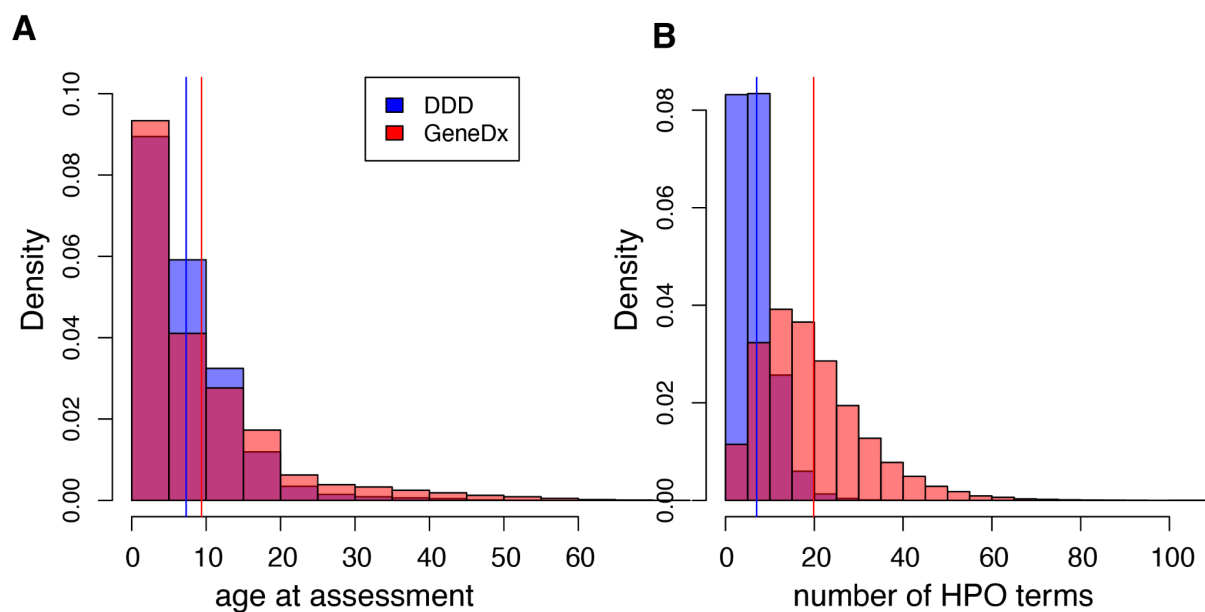 A
Density
0.00 0.02 0.04 0.06 0.08 0.10
DDD
GeneDx
0 10 20 30 40 50 60
age at assessment
B
Density
0.00 0.02 0.04 0.06 0.08
0 20 40 60 80 100
number of HPO terms